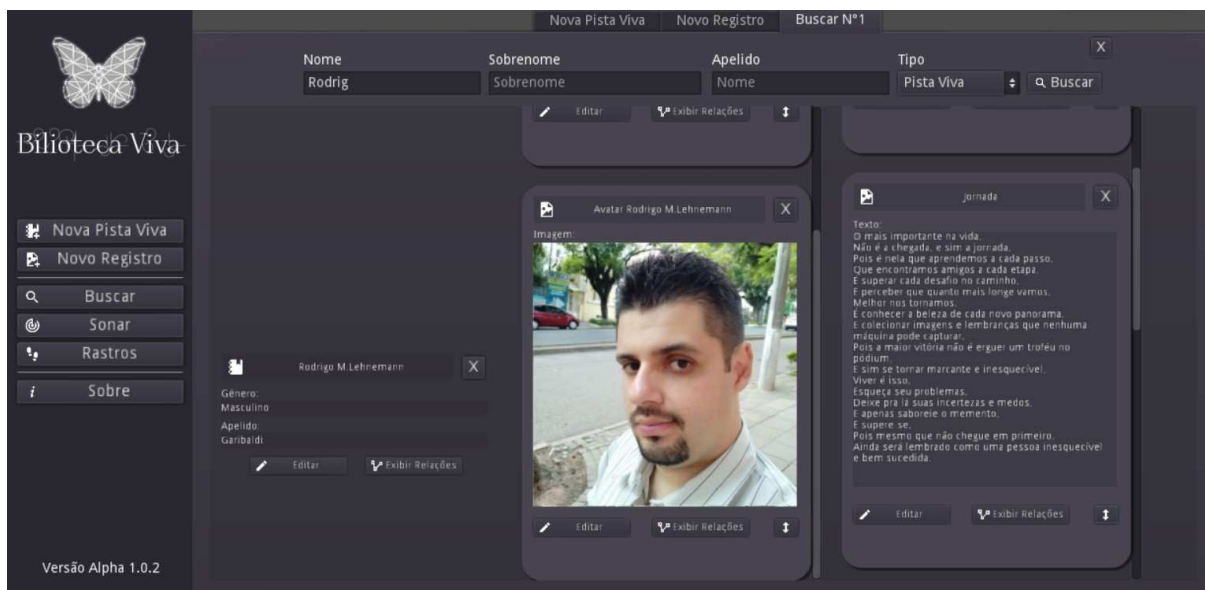 Nova Pista Viva
Novo Registro
Buscar N°1
X
Nome
Sobrenome
Apelido
Tipo
Rodrig
Sobrenome
Nome
Pista Viva
Buscar
Bilioteca Viva
Nova Pista Viva
Novo Registro
Buscar
Sonar
Rastros
i Sobre
Versão Alpha 1.0.2
Rodrigo M.Lehnemann
X
Gênero:
Masculino
Apelido:
Garibaldi
Editar
Exibir Relações
Editar
Exibir Relações
Avatar Rodrigo M.Lehnemann
X
Imagem:
Editar
Exibir Relações
Jornada
X
Texto:
O mais importante na vida,
Não é a chegada, e sim a jornada.
Pois é nela que aprendemos a cada passo,
Que encontramos amigos a cada etapa,
E superar cada desafio no caminho,
E perceber que quanto mais longe vamos,
Melhor nos tornamos.
É conhecer a beleza de cada novo panorama,
E colecionar imagens e lembranças que nenhuma
máquina pode capturar,
Pois a maior vitória não é erguer um troféu no
pódium,
E sim se tornar marcante e inesquecível,
Viver é isso,
Esqueça seu problemas,
Deixe pra lá suas incertezas e medos,
E apenas saboreie o memento,
E supere se,
Pois mesmo que não chegue em primeiro,
Ainda será lembrado como uma pessoa inesquecível
e bem sucedida.
Editar
Exibir Relações